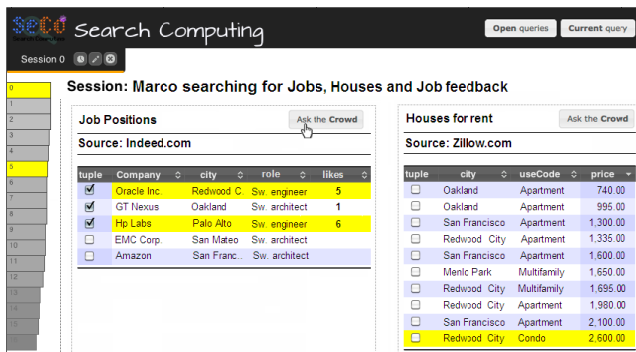 seco Search Computing
Open queries Current query
Session 0
Session: Marco searching for Jobs, Houses and Job feedback
0
1
2
3
4
5
6
7
8
9
10
11
12
13
14
15
Job Positions Ask the Crowd
Source: Indeed.com
tuple Company city role likes
Oracle Inc. Redwood C. Sw. engineer 5
GT Nexus Oakland Sw. architect 1
Hp Labs Palo Alto Sw. engineer 6
EMC Corp. San Mateo Sw. architect
Amazon San Franc.. Sw. architect
Houses for rent Ask the Crowd
Source: Zillow.com
tuple city useCode price
Oakland Apartment 740.00
Oakland Apartment 995.00
San Francisco Apartment 1,300.00
Redwood City Apartment 1,335.00
San Francisco Apartment 1,600.00
Menlo Park Multifamily 1,650.00
Redwood City Multifamily 1,695.00
Redwood City Apartment 1,980.00
San Francisco Apartment 2,100.00
Redwood City Condo 2,600.00